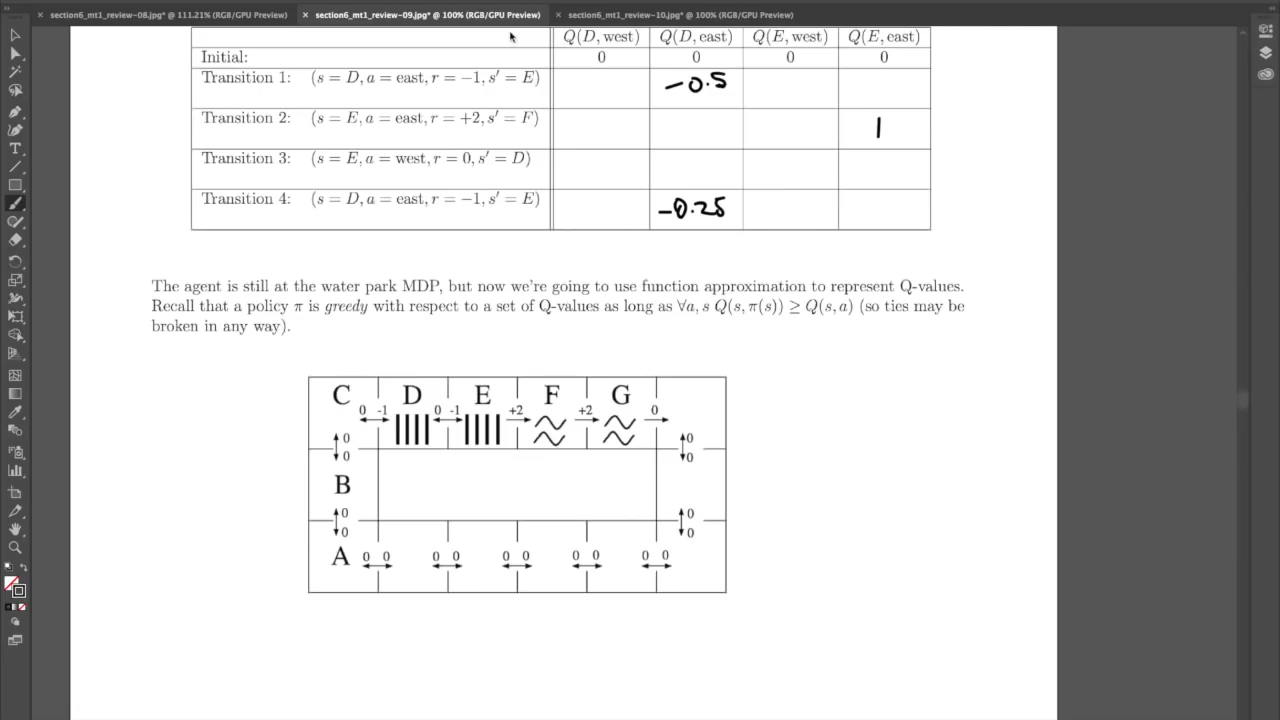 section6_mt1_review-08.jpg* @ 111.21% (RGB/GPU Preview) section6_mt1_review-09.jpg* @ 100% (RGB/GPU Preview) section6_mt1_review-10.jpg* @ 100% (RGB/GPU Preview)
Q(D, west) Q(D, east) Q(E, west) Q(E, east)
Initial: 0 0 0 0
Transition 1: (s = D, a = east, r = −1, s′ = E) -0.5
Transition 2: (s = E, a = east, r = +2, s′ = F) 1
Transition 3: (s = E, a = west, r = 0, s′ = D)
Transition 4: (s = D, a = east, r = −1, s′ = E) -0.25
The agent is still at the water park MDP, but now we're going to use function approximation to represent Q-values.
Recall that a policy π is greedy with respect to a set of Q-values as long as ∀a, s Q(s, π(s)) ≥ Q(s, a) (so ties may be
broken in any way).
C D E F G
0 -1 0 -1 +2 +2 0
0 0
0 0
B
0 0
0 0
A 0 0 0 0 0 0 0 0 0 0